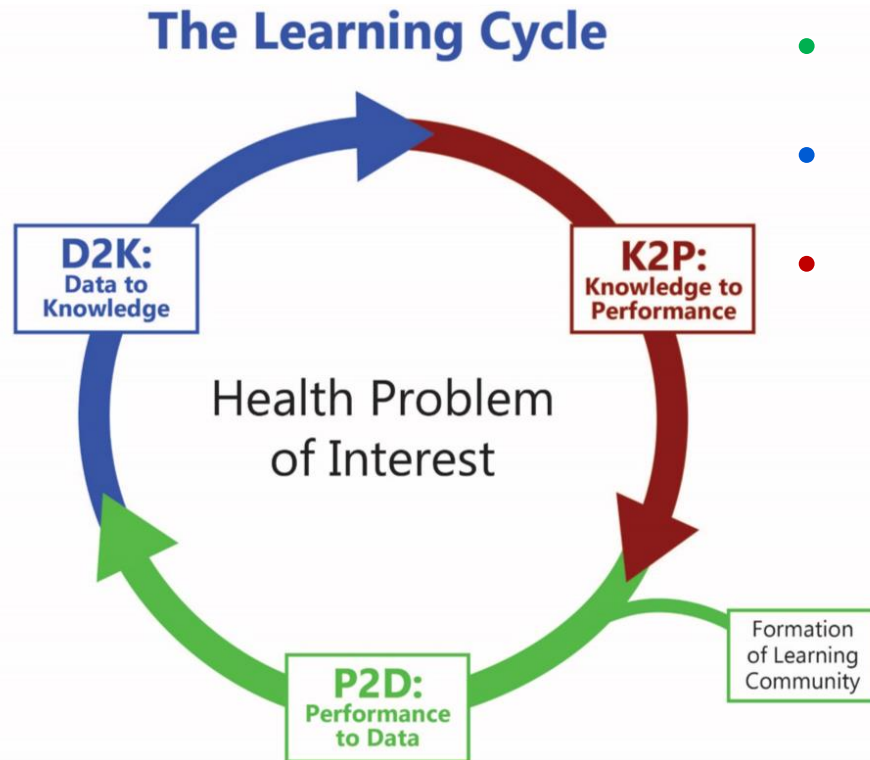 The Learning Cycle
D2K:
Data to
Knowledge
K2P:
Knowledge to
Performance
Health Problem
of Interest
P2D:
Performance
to Data
Formation
of Learning
Community